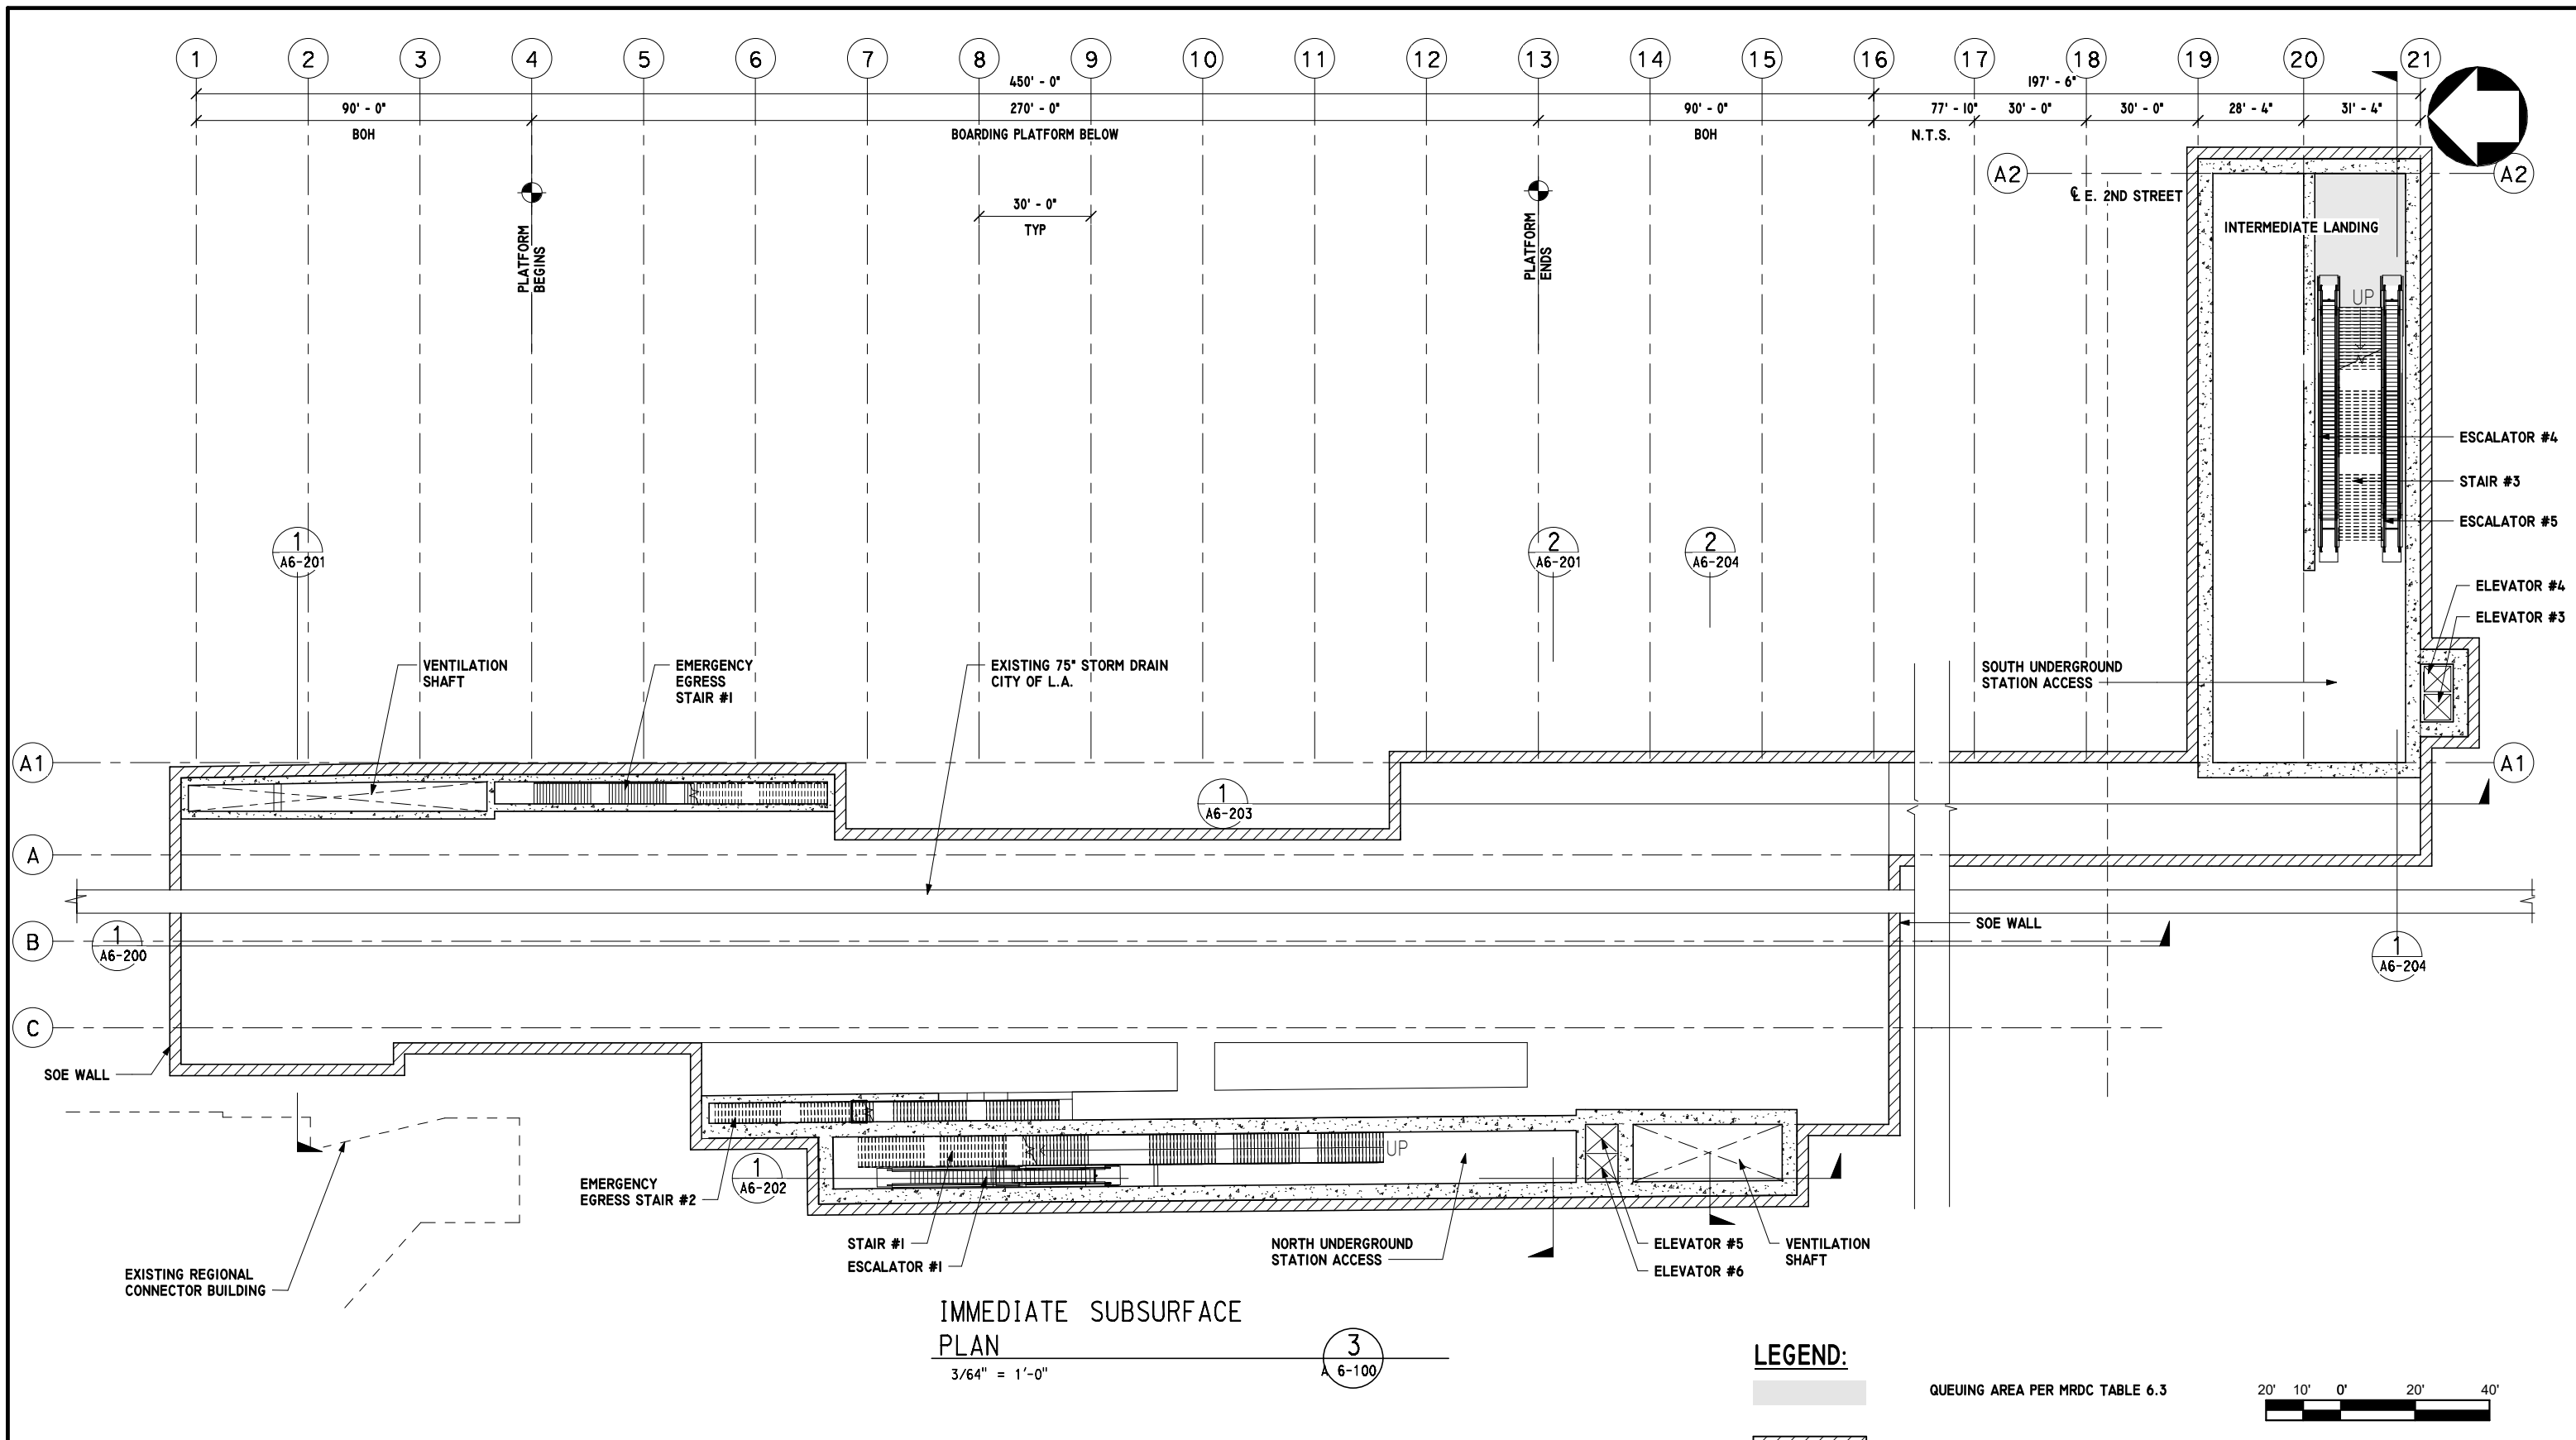 1 2 3 4 5 6 7 8 9 10 11 12 13 14 15 16 17 18 19 20 21
450' - 0" 197' - 6"
90' - 0" 270' - 0" 90' - 0" 77' - 10" 30' - 0" 30' - 0" 28' - 4" 31' - 4"
BOH BOARDING PLATFORM BELOW BOH N.T.S.
A2 A2
℄ E. 2ND STREET
30' - 0"
TYP
PLATFORM
BEGINS
PLATFORM
ENDS
INTERMEDIATE LANDING
UP
ESCALATOR #4
STAIR #3
ESCALATOR #5
1
A6-201
2
A6-201
2
A6-204
ELEVATOR #4
ELEVATOR #3
VENTILATION
SHAFT
EMERGENCY
EGRESS
STAIR #1
EXISTING 75" STORM DRAIN
CITY OF L.A.
SOUTH UNDERGROUND
STATION ACCESS
A1 A1
1
A6-203
A
B
1
A6-200
SOE WALL
1
A6-204
C
SOE WALL
UP
1
A6-202
EMERGENCY
EGRESS STAIR #2
STAIR #1
ESCALATOR #1
NORTH UNDERGROUND
STATION ACCESS
ELEVATOR #5
ELEVATOR #6
VENTILATION
SHAFT
EXISTING REGIONAL
CONNECTOR BUILDING
IMMEDIATE SUBSURFACE
PLAN
3/64" = 1'-0"
3
A 6-100
LEGEND:
QUEUING AREA PER MRDC TABLE 6.3
20' 10' 0' 20' 40'